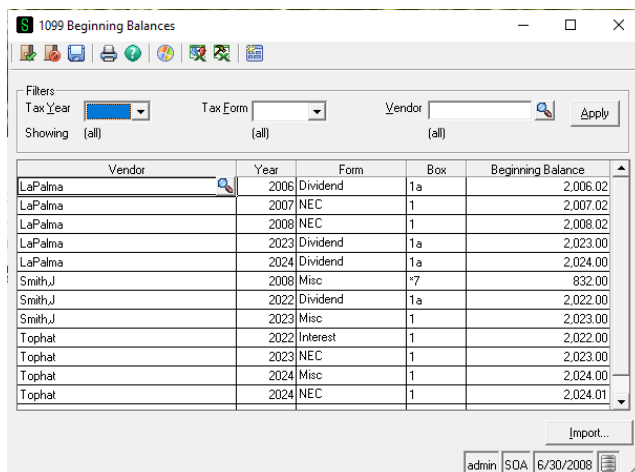 S 1099 Beginning Balances
Filters
Tax Year Tax Form Vendor Apply
Showing (all) (all) (all)
Vendor Year Form Box Beginning Balance
LaPalma 2006 Dividend 1a 2,006.02
LaPalma 2007 NEC 1 2,007.02
LaPalma 2008 NEC 1 2,008.02
LaPalma 2023 Dividend 1a 2,023.00
LaPalma 2024 Dividend 1a 2,024.00
Smith,J 2008 Misc *7 832.00
Smith,J 2022 Dividend 1a 2,022.00
Smith,J 2023 Misc 1 2,023.00
Tophat 2022 Interest 1 2,022.00
Tophat 2023 NEC 1 2,023.00
Tophat 2024 Misc 1 2,024.00
Tophat 2024 NEC 1 2,024.01
Import...
admin SOA 6/30/2008